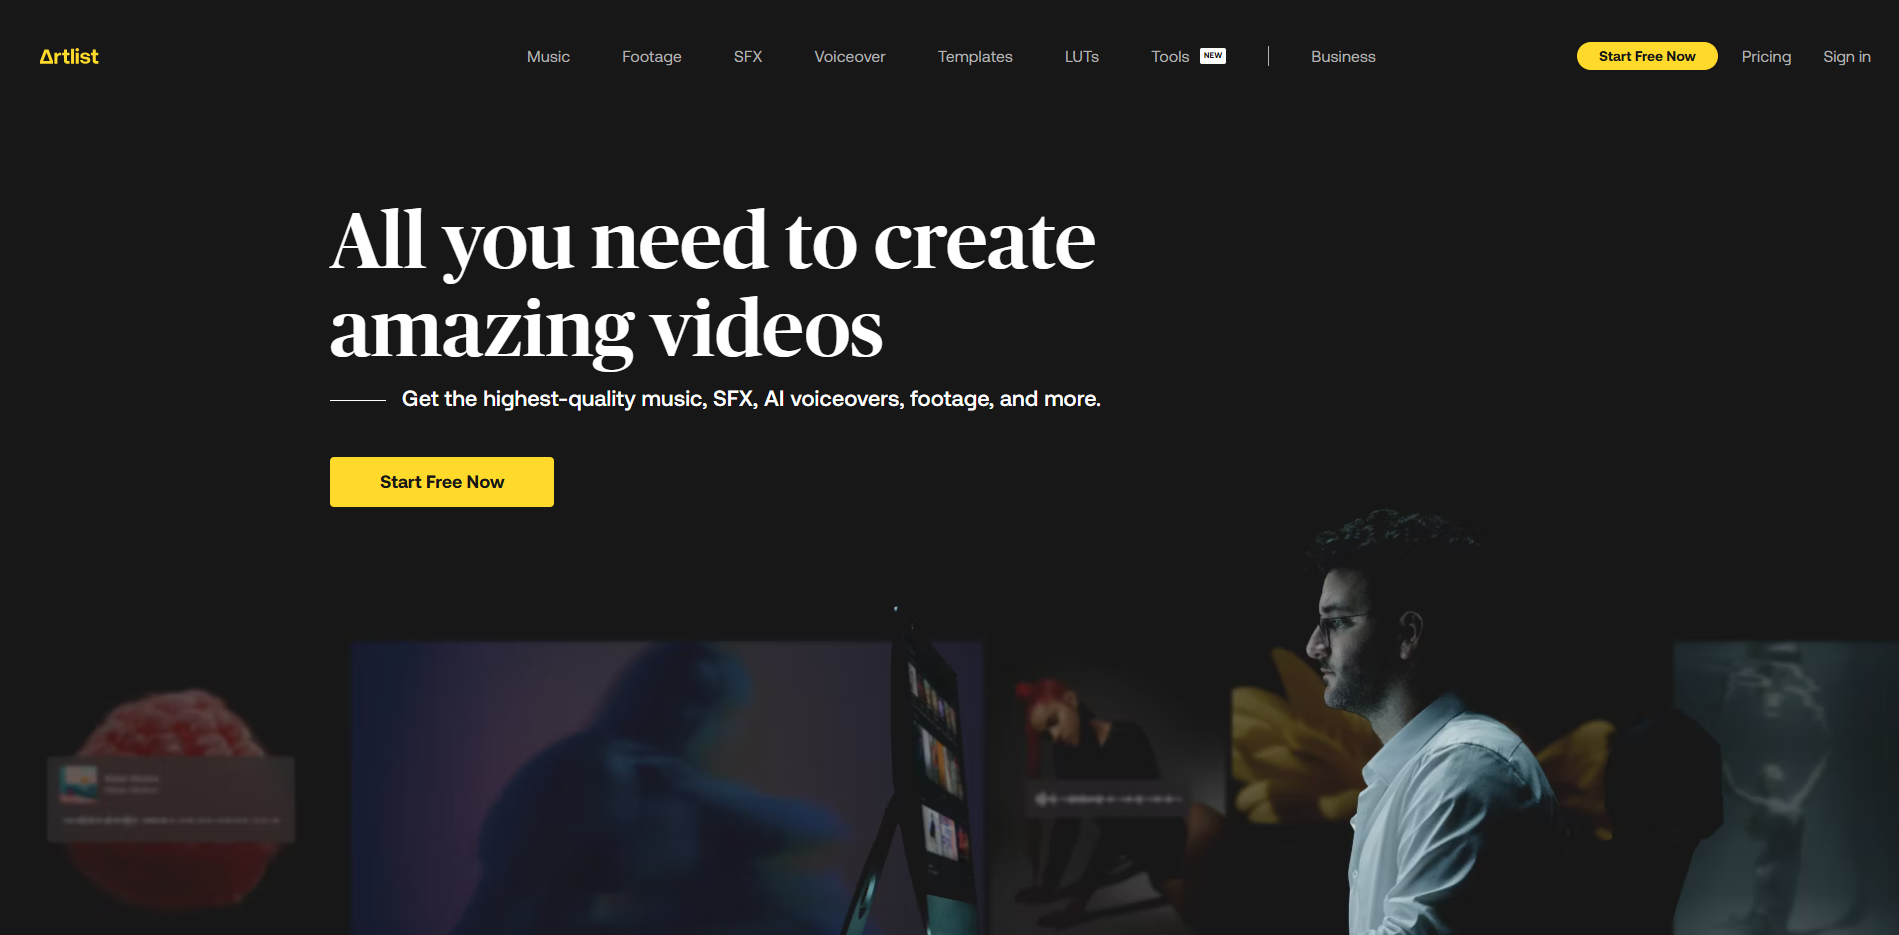 Artlist
Music Footage SFX Voiceover Templates LUTs Tools NEW Business
Start Free Now Pricing Sign in
All you need to create
amazing videos
Get the highest-quality music, SFX, AI voiceovers, footage, and more.
Start Free Now